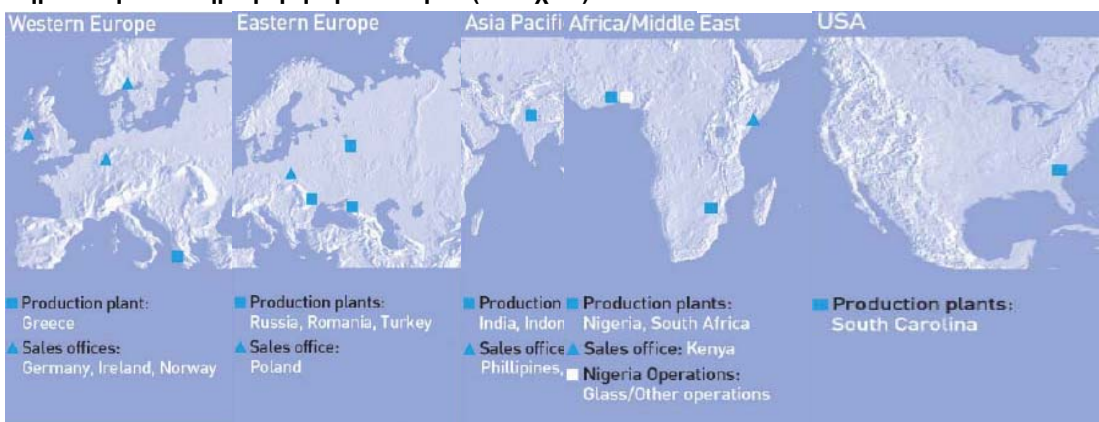 Western Europe
Production plant:
Greece
Sales offices:
Germany, Ireland, Norway
Eastern Europe
Production plants:
Russia, Romania, Turkey
Sales office:
Poland
Asia Pacifi
Production
India, Indon
Sales office
Phillipines,
Africa/Middle East
Production plants:
Nigeria, South Africa
Sales office: Kenya
Nigeria Operations:
Glass/Other operations
USA
Production plants:
South Carolina